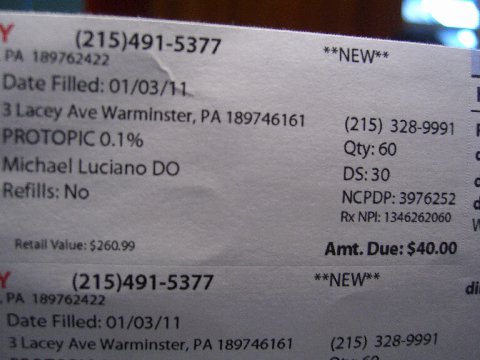 Y (215)491-5377 **NEW**
PA 189762422
Date Filled: 01/03/11
3 Lacey Ave Warminster, PA 189746161 (215) 328-9991
PROTOPIC 0.1% Qty: 60
Michael Luciano DO DS: 30
Refills: No NCPDP: 3976252
Rx NPI: 1346262060
Retail Value: $260.99 Amt. Due: $40.00
Y (215)491-5377 **NEW**
, PA 189762422
Date Filled: 01/03/11
3 Lacey Ave Warminster, PA 189746161 (215) 328-9991